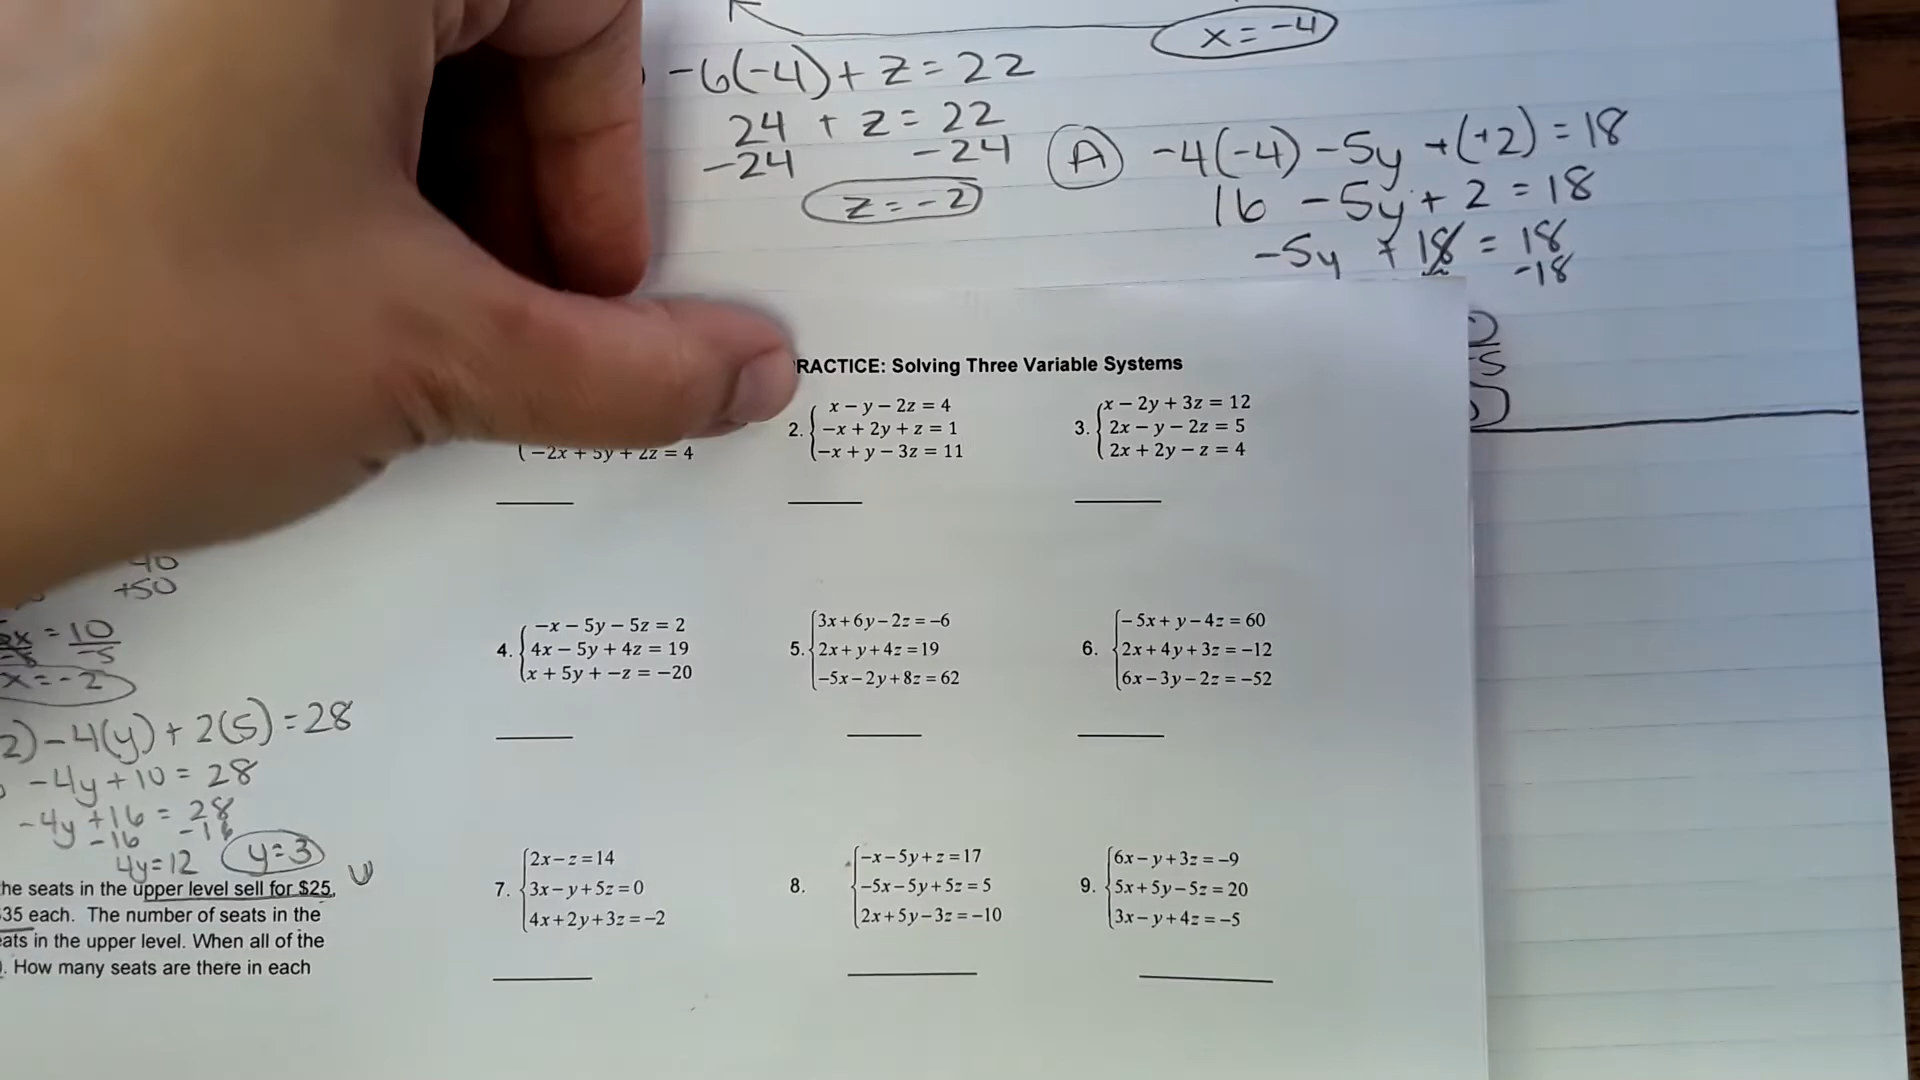 x = -4
-6(-4) + z = 22
24 + z = 22
-24 -24
z = -2
A -4(-4) - 5y + (+2) = 18
16 - 5y + 2 = 18
-5y + 18 = 18
-18
-5
RACTICE: Solving Three Variable Systems
−2x + 5y + 2z = 4
2. x − y − 2z = 4
−x + 2y + z = 1
−x + y − 3z = 11
3. x − 2y + 3z = 12
2x − y − 2z = 5
2x + 2y − z = 4
4. −x − 5y − 5z = 2
4x − 5y + 4z = 19
x + 5y + −z = −20
5. 3x+6y−2z=−6
2x+y+4z=19
−5x−2y+8z=62
6. −5x+y−4z=60
2x+4y+3z=−12
6x−3y−2z=−52
7. 2x−z=14
3x−y+5z=0
4x+2y+3z=−2
8. −x−5y+z=17
−5x−5y+5z=5
2x+5y−3z=−10
9. 6x−y+3z=−9
5x+5y−5z=20
3x−y+4z=−5
40
+50
x = 10
-5
x = -2
2) - 4(y) + 2(5) = 28
-4y + 10 = 28
-4y + 16 = 28
-16 -16
4y = 12 y = 3
he seats in the upper level sell for $25,
35 each. The number of seats in the
eats in the upper level. When all of the
. How many seats are there in each